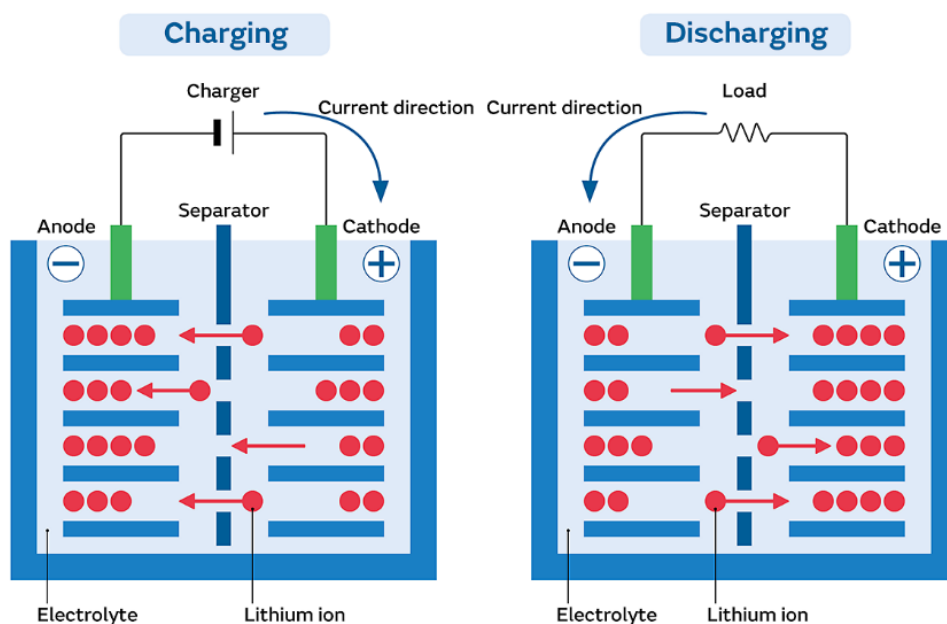 Charging
Charger
Current direction
Anode
Separator
Cathode
Electrolyte
Lithium ion
Discharging
Load
Current direction
Anode
Separator
Cathode
Electrolyte
Lithium ion